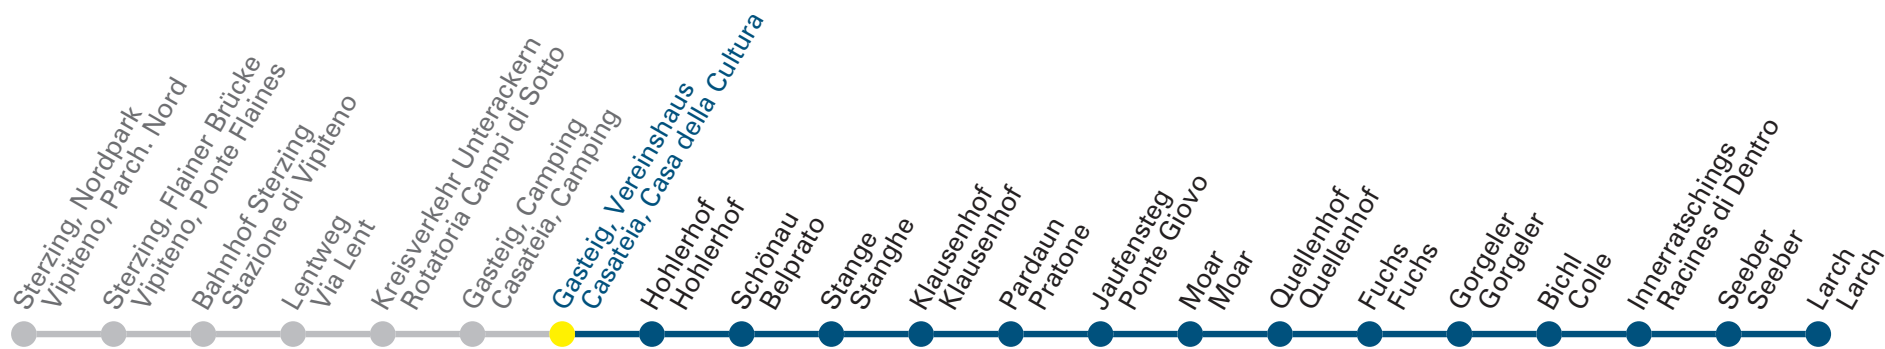 Sterzing, Nordpark
Vipiteno, Parch. Nord
Sterzing, Flainer Brücke
Vipiteno, Ponte Flaines
Bahnhof Sterzing
Stazione di Vipiteno
Lentweg
Via Lent
Kreisverkehr Unterackern
Rotatoria Campi di Sotto
Gasteig, Camping
Casateia, Camping
Gasteig, Vereinshaus
Casateia, Casa della Cultura
Hohlerhof
Hohlerhof
Schönau
Belprato
Stange
Stanghe
Klausenhof
Klausenhof
Pardaun
Pratone
Jaufensteg
Ponte Giovo
Moar
Moar
Quellenhof
Quellenhof
Fuchs
Fuchs
Gorgeler
Gorgeler
Bichl
Colle
Innerratschings
Racines di Dentro
Seeber
Seeber
Larch
Larch